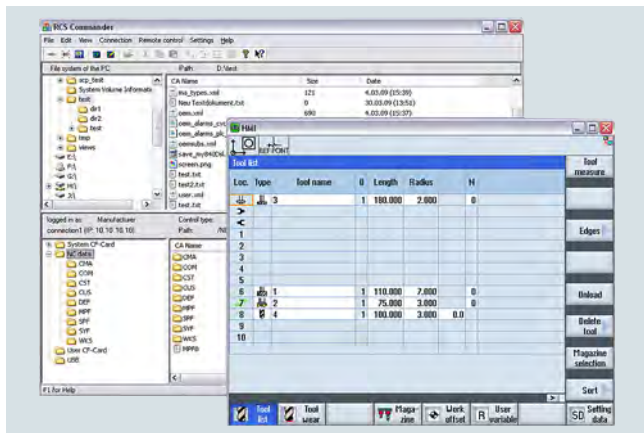 RCS Commander
File Edit View Connection Remote control Settings Help
File system of the PC
Path D:\test
System Volume Informati
test
dir1
dir2
test
tmp
views
E:\
F:\
G:\
H:\
CA Name Size Date
ma_types.xml 121 4.03.09 (15:39)
Neu Textdokument.txt 0 30.03.09 (13:51)
oem.xml 690 4.03.09 (15:37)
oem_alarms_plc
oemsubs.xml
screen.png
test.txt
test2.txt
user.xml
test.txt
logged in as: Manufacturer Control type:
connection1 (IP: 10.10.10.10) Path:
System CF-Card
NC data
CMA
COM
CST
CUS
DEF
MPF
SPF
SYF
WKS
User CF-Card
USB
CA Name
CMA
COM
CST
CUS
DEF
MPF
SPF
SYF
WKS
F1 for Help
HMI
REF POINT
Tool list
Loc. Type Tool name D Length Radius H
3 1 180.000 2.000 0
1
2
3
4
5
6 1 1 110.000 7.000 0
7 2 1 75.000 3.000 0
8 4 1 100.000 3.000 0.0
9
10
Tool measure
Edges
Unload
Delete tool
Magazine selection
Sort
Tool list
Tool wear
Maga- zine
Work offset
R User variable
SD Setting data